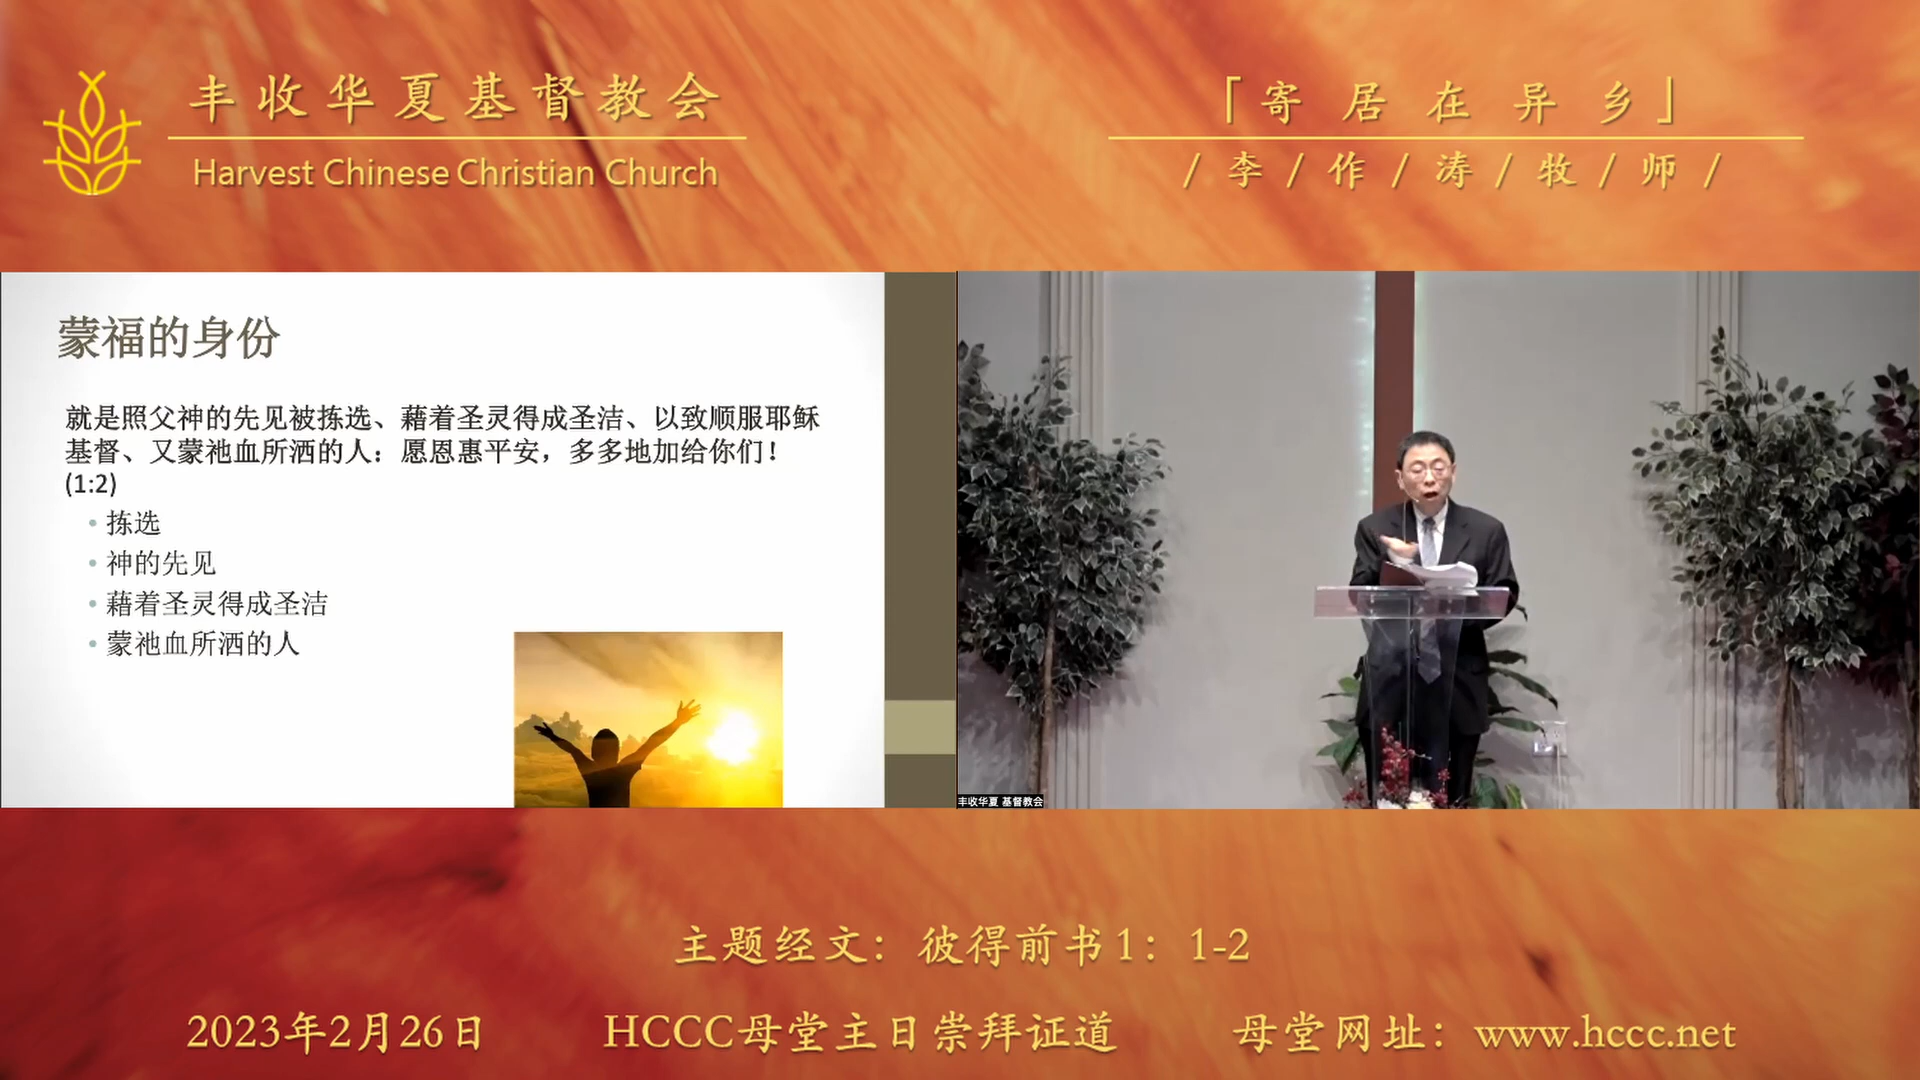 丰收华夏基督教会
Harvest Chinese Christian Church
「寄居在异乡」
/ 李 / 作 / 涛 / 牧 / 师 /
蒙福的身份
就是照父神的先见被拣选、藉着圣灵得成圣洁、以致顺服耶稣
基督、又蒙祂血所洒的人：愿恩惠平安，多多地加给你们！
(1:2)
• 拣选
• 神的先见
• 藉着圣灵得成圣洁
• 蒙祂血所洒的人
丰收华夏 基督教会
主题经文：彼得前书 1：1-2
2023年2月26日
HCCC母堂主日崇拜证道
母堂网址：www.hccc.net